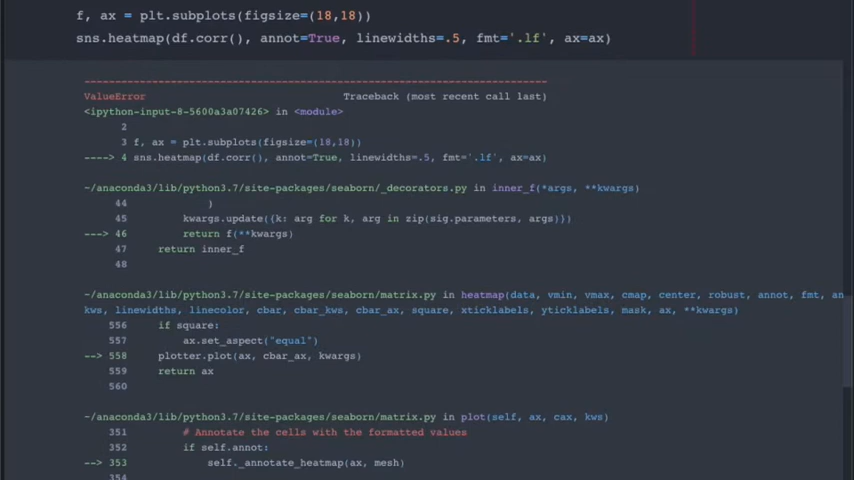 f, ax = plt.subplots(figsize=(18,18))
sns.heatmap(df.corr(), annot=True, linewidths=.5, fmt='.lf', ax=ax)
---------------------------------------------------------------------------
ValueError                                Traceback (most recent call last)
<ipython-input-8-5600a3a07426> in <module>
2
3 f, ax = plt.subplots(figsize=(18,18))
----> 4 sns.heatmap(df.corr(), annot=True, linewidths=.5, fmt='.lf', ax=ax)
~/anaconda3/lib/python3.7/site-packages/seaborn/_decorators.py in inner_f(*args, **kwargs)
44             )
45         kwargs.update({k: arg for k, arg in zip(sig.parameters, args)})
---> 46         return f(**kwargs)
47     return inner_f
48
~/anaconda3/lib/python3.7/site-packages/seaborn/matrix.py in heatmap(data, vmin, vmax, cmap, center, robust, annot, fmt, an
kws, linewidths, linecolor, cbar, cbar_kws, cbar_ax, square, xticklabels, yticklabels, mask, ax, **kwargs)
556     if square:
557         ax.set_aspect("equal")
--> 558     plotter.plot(ax, cbar_ax, kwargs)
559     return ax
560
~/anaconda3/lib/python3.7/site-packages/seaborn/matrix.py in plot(self, ax, cax, kws)
351         # Annotate the cells with the formatted values
352         if self.annot:
--> 353             self._annotate_heatmap(ax, mesh)
354